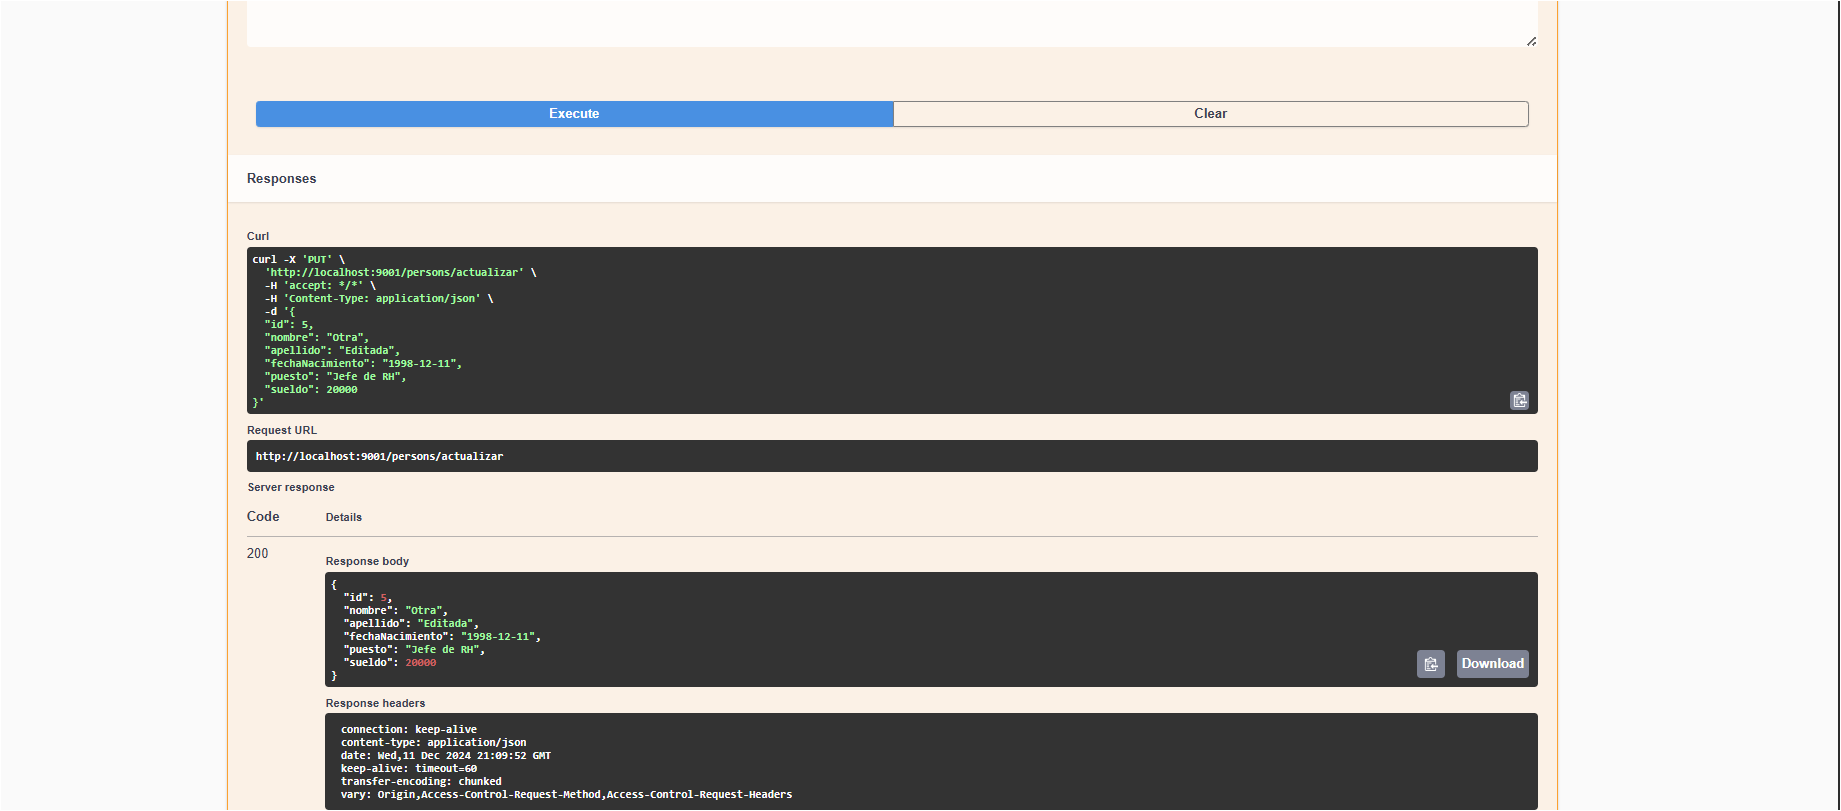 Execute
Clear
Responses
Curl
curl -X 'PUT' \
  'http://localhost:9001/persons/actualizar' \
  -H 'accept: */*' \
  -H 'Content-Type: application/json' \
  -d '{
  "id": 5,
  "nombre": "Otra",
  "apellido": "Editada",
  "fechaNacimiento": "1998-12-11",
  "puesto": "Jefe de RH",
  "sueldo": 20000
}'
Request URL
http://localhost:9001/persons/actualizar
Server response
Code Details
200
Response body
{
  "id": 5,
  "nombre": "Otra",
  "apellido": "Editada",
  "fechaNacimiento": "1998-12-11",
  "puesto": "Jefe de RH",
  "sueldo": 20000
}
Download
Response headers
connection: keep-alive
content-type: application/json
date: Wed,11 Dec 2024 21:09:52 GMT
keep-alive: timeout=60
transfer-encoding: chunked
vary: Origin,Access-Control-Request-Method,Access-Control-Request-Headers